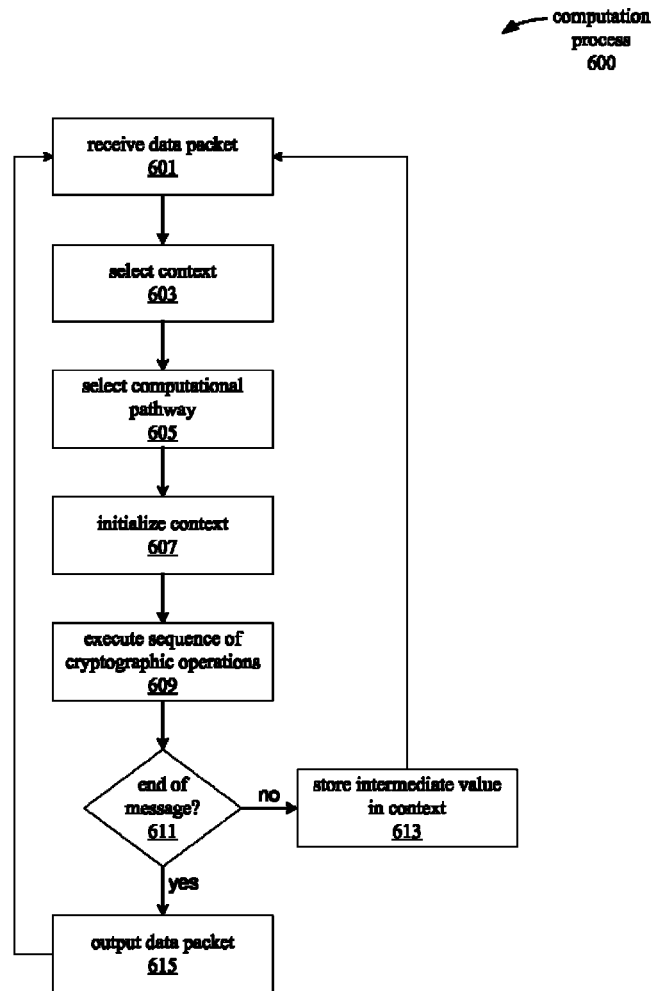 computation
process
600
receive data packet
601
select context
603
select computational
pathway
605
initialize context
607
execute sequence of
cryptographic operations
609
end of
message?
611
no
store intermediate value
in context
613
yes
output data packet
615